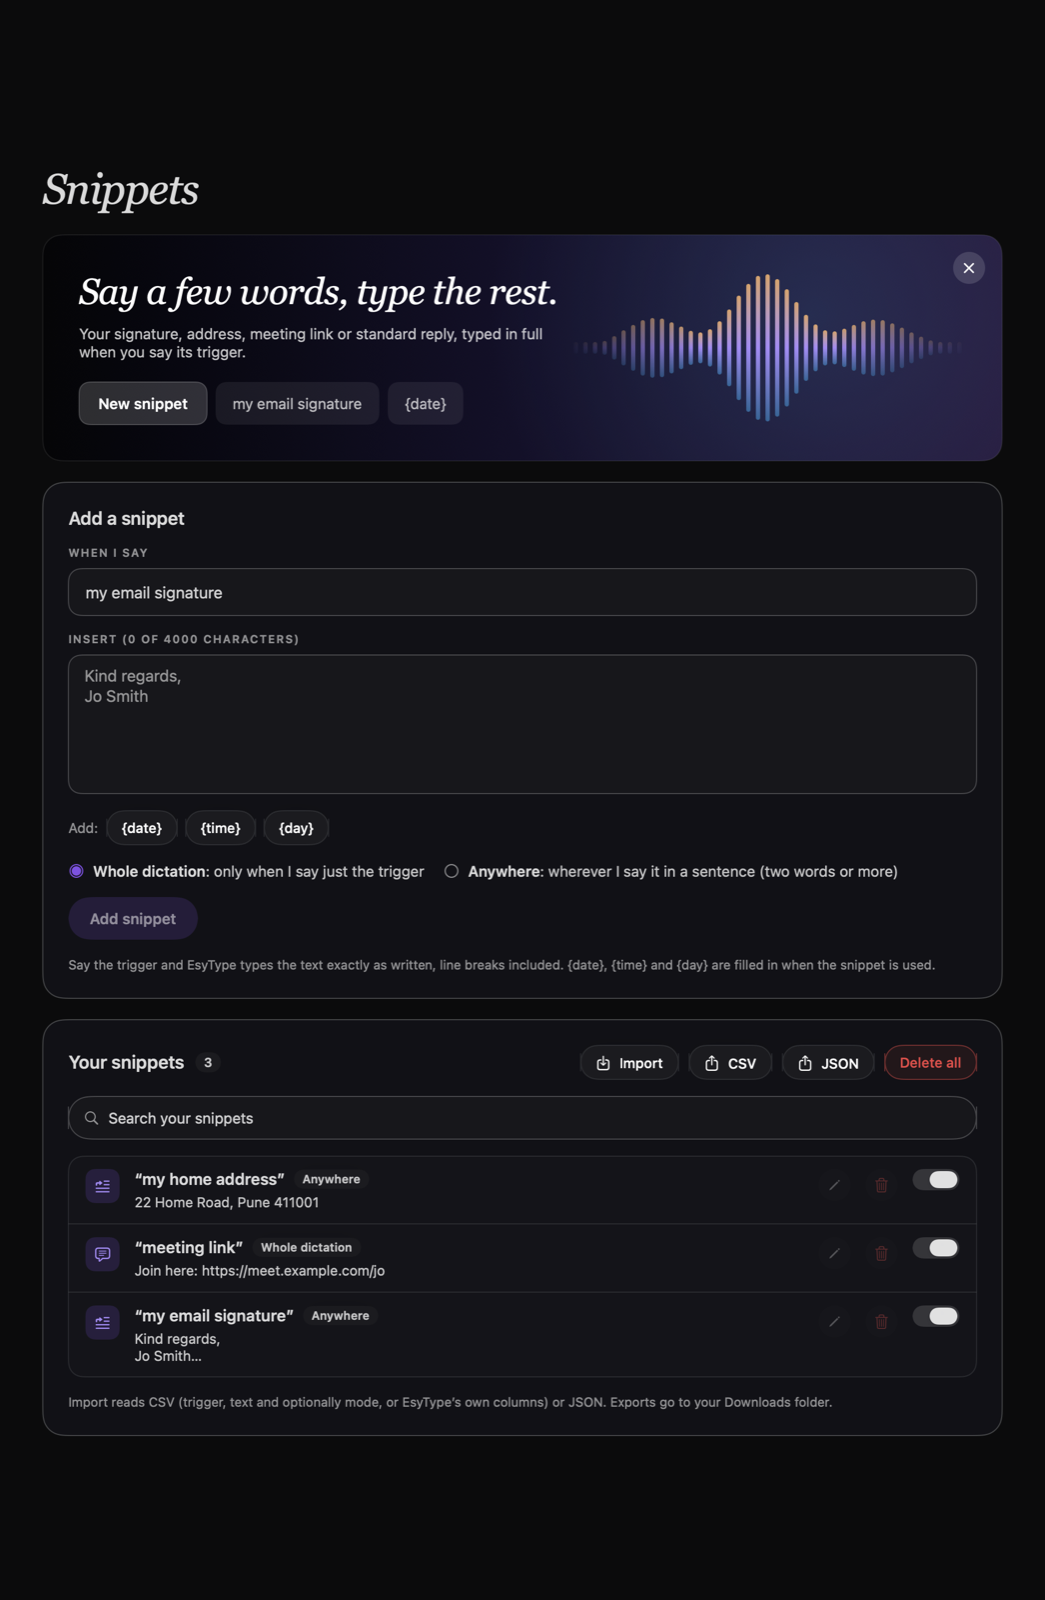 Snippets
Say a few words, type the rest.
Your signature, address, meeting link or standard reply, typed in full
when you say its trigger.
New snippet
my email signature
{date}
Add a snippet
WHEN I SAY
my email signature
INSERT (0 OF 4000 CHARACTERS)
Kind regards,
Jo Smith
Add: {date} {time} {day}
Whole dictation: only when I say just the trigger
Anywhere: wherever I say it in a sentence (two words or more)
Add snippet
Say the trigger and EsyType types the text exactly as written, line breaks included. {date}, {time} and {day} are filled in when the snippet is used.
Your snippets 3
Import
CSV
JSON
Delete all
Search your snippets
“my home address” Anywhere
22 Home Road, Pune 411001
“meeting link” Whole dictation
Join here: https://meet.example.com/jo
“my email signature” Anywhere
Kind regards,
Jo Smith…
Import reads CSV (trigger, text and optionally mode, or EsyType’s own columns) or JSON. Exports go to your Downloads folder.